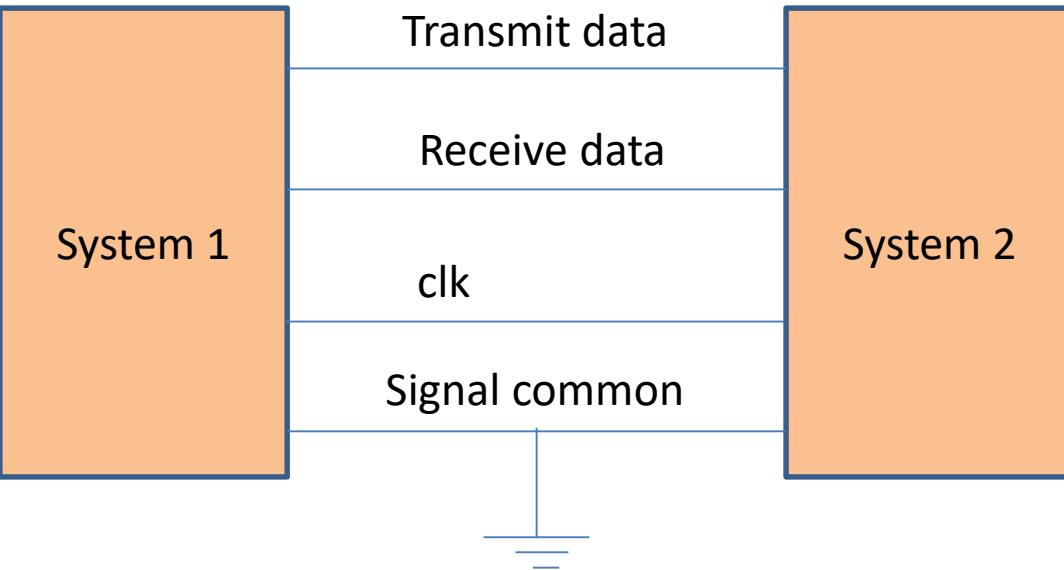 Transmit data
Receive data
System 1
System 2
clk
Signal common